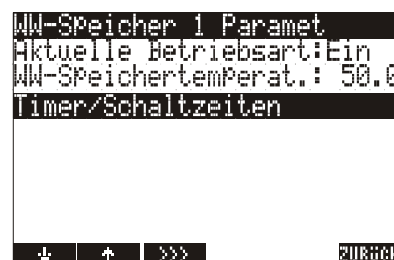 WW-Speicher 1 Paramet
Aktuelle Betriebsart:Ein
WW-Speichertemperat.: 50.0
Timer/Schaltzeiten
↓ ↑ >>> zurück